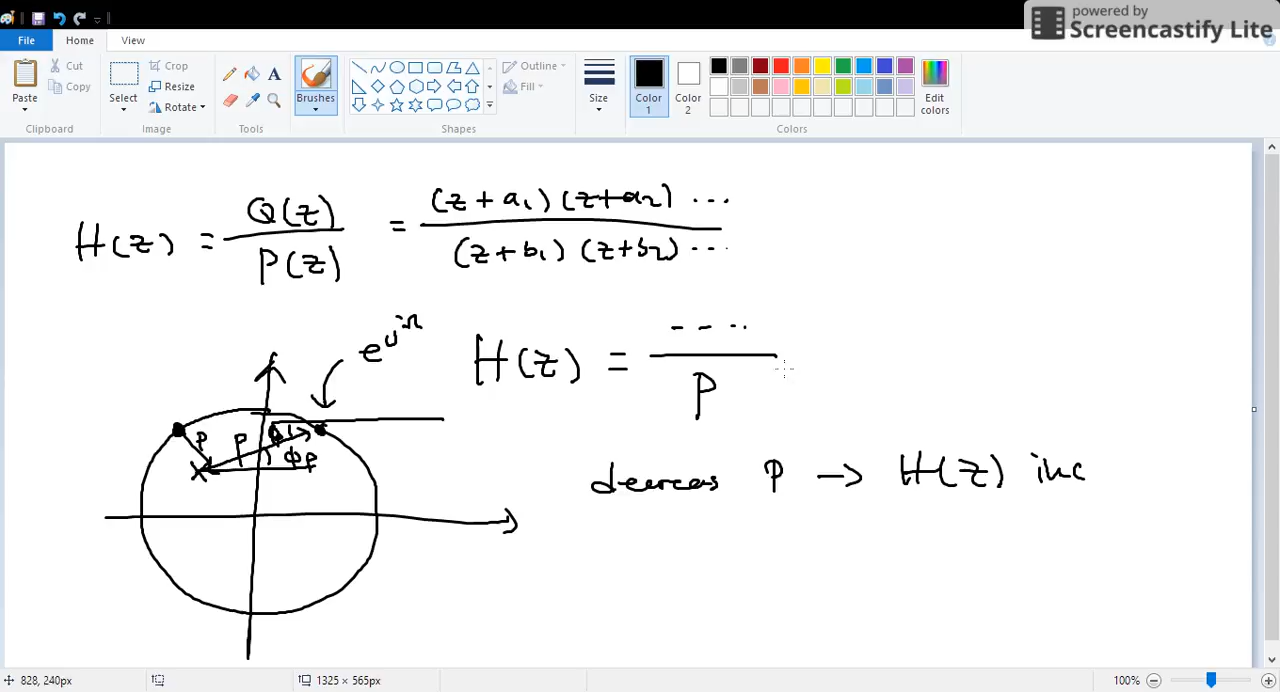 powered by
Screencastify Lite
File Home View
Paste
Cut
Copy
Clipboard
Select
Crop
Resize
Rotate
Image
A
Tools
Brushes
Shapes
Outline
Fill
Size
Color 1
Color 2
Edit colors
Colors
H(z) = Q(z) / P(z) = (z + a1) (z+a2) ... / (z + b1) (z+b2) ...
e^jΩ
H(z) = - - .. / P
P P φ1 φP
decreas P → H(z) inc
828, 240px
1325 × 565px
100%